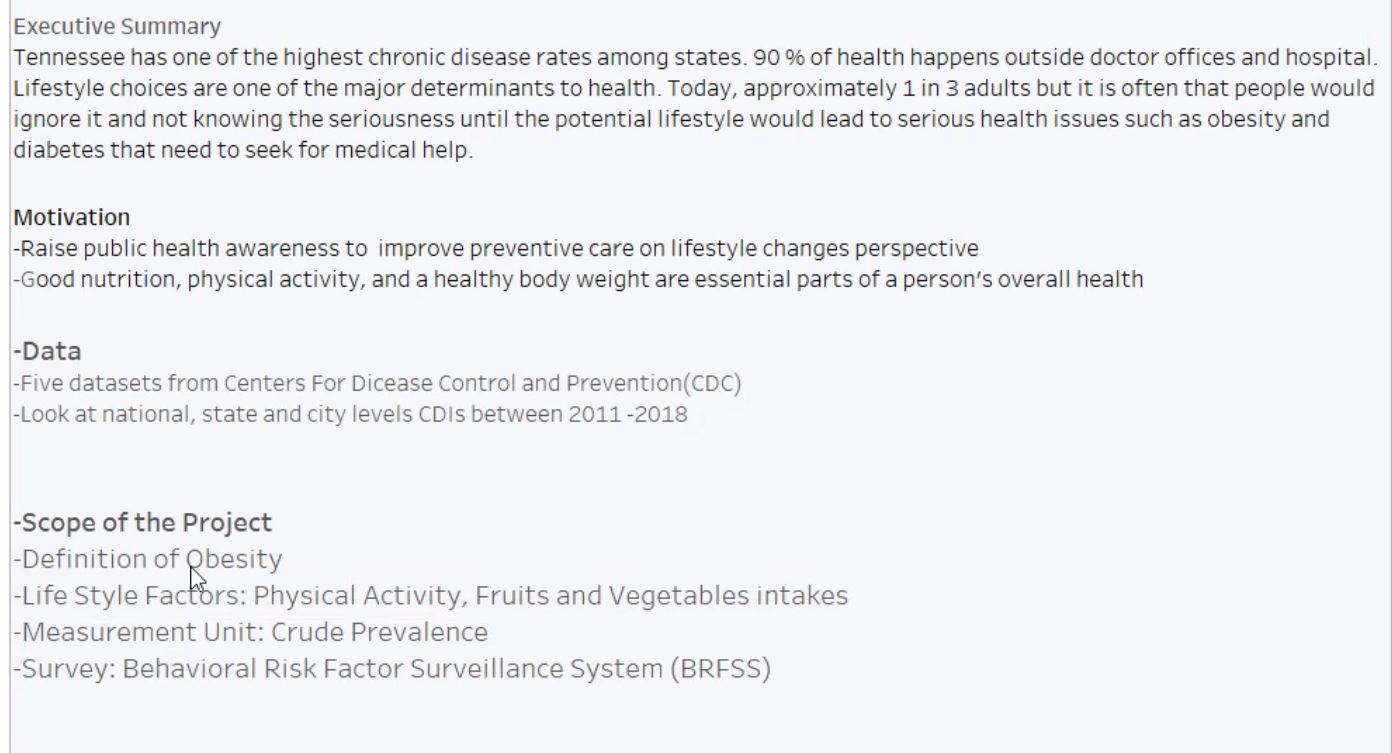 Executive Summary
Tennessee has one of the highest chronic disease rates among states. 90 % of health happens outside doctor offices and hospital.
Lifestyle choices are one of the major determinants to health. Today, approximately 1 in 3 adults but it is often that people would
ignore it and not knowing the seriousness until the potential lifestyle would lead to serious health issues such as obesity and
diabetes that need to seek for medical help.
Motivation
-Raise public health awareness to  improve preventive care on lifestyle changes perspective
-Good nutrition, physical activity, and a healthy body weight are essential parts of a person's overall health
-Data
-Five datasets from Centers For Dicease Control and Prevention(CDC)
-Look at national, state and city levels CDIs between 2011 -2018
-Scope of the Project
-Definition of Obesity
-Life Style Factors: Physical Activity, Fruits and Vegetables intakes
-Measurement Unit: Crude Prevalence
-Survey: Behavioral Risk Factor Surveillance System (BRFSS)